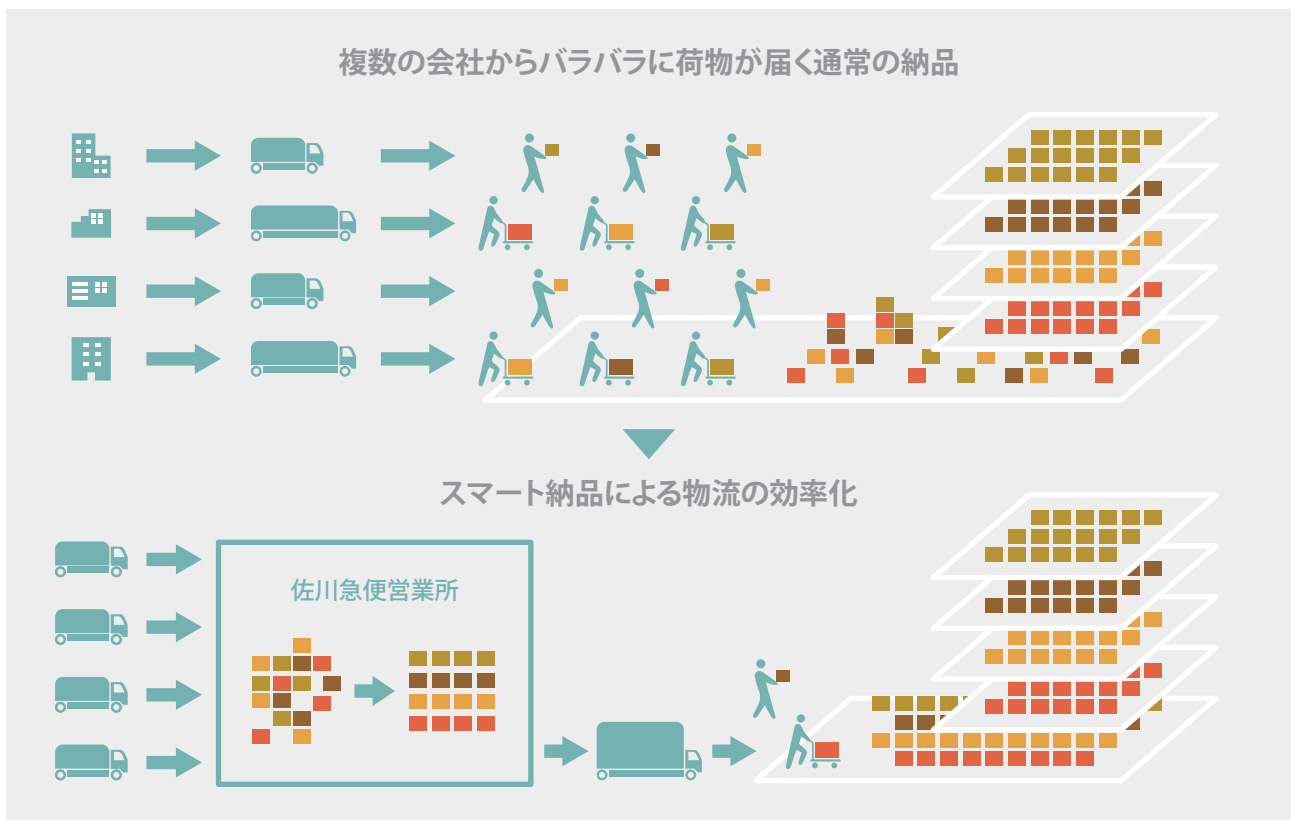 複数の会社からバラバラに荷物が届く通常の納品
スマート納品による物流の効率化
佐川急便営業所